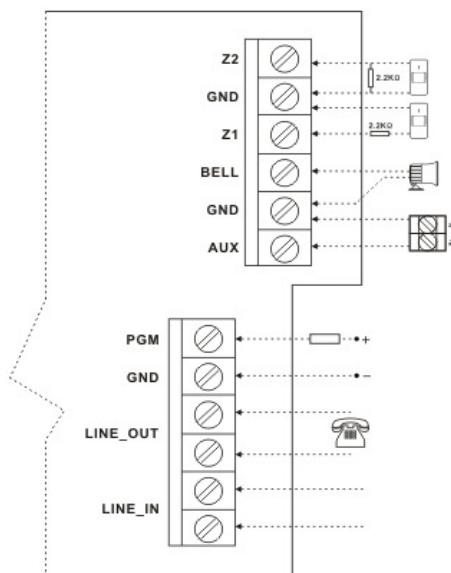 Z2
2.2KΩ
GND
2.2KΩ
Z1
BELL
GND
AUX
PGM
+
GND
−
LINE_OUT
LINE_IN